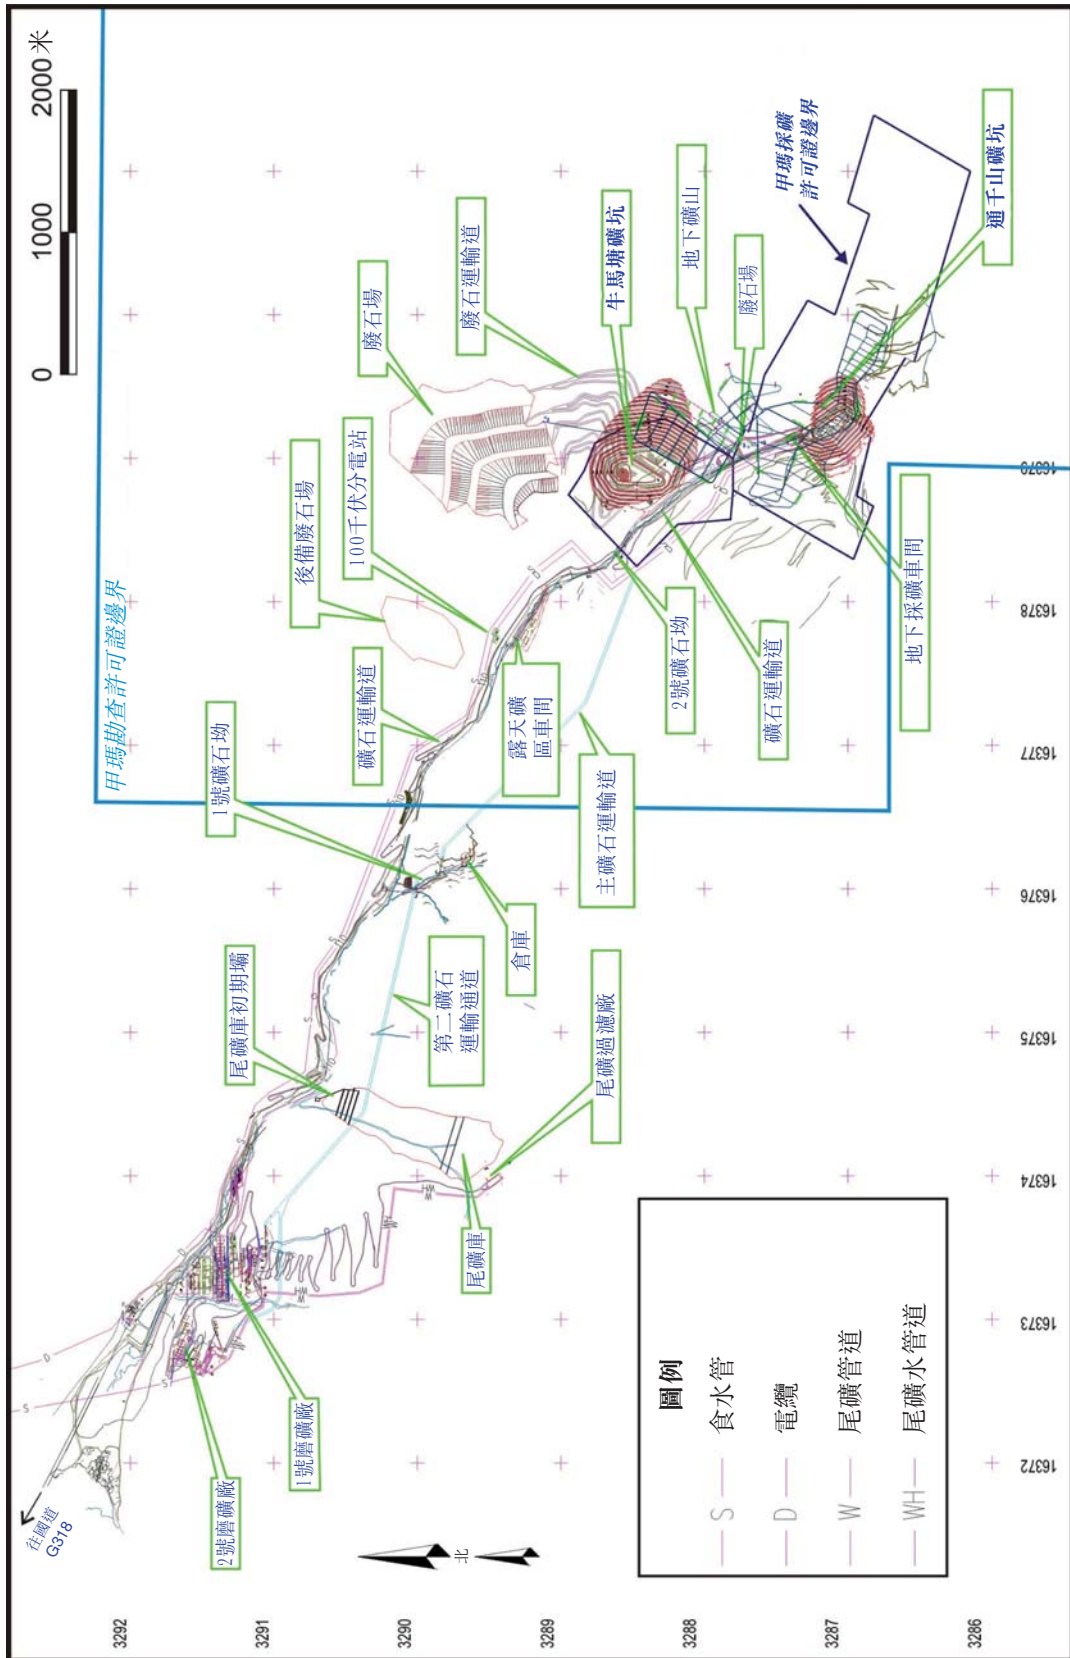 0
1000
2000米
甲瑪勘查許可證邊界
往國道
G318
2號磨礦廠
1號磨礦廠
尾礦庫初期壩
1號礦石坳
礦石運輸道
後備廢石場
100千伏分電站
廢石場
廢石運輸道
牛馬塘礦坑
地下礦山
廢石場
甲瑪採礦
許可證邊界
通千山礦坑
尾礦庫
尾礦過濾廠
第二礦石
運輸通道
倉庫
主礦石運輸道
露天礦
區車間
2號礦石坳
礦石運輸道
地下採礦車間
北
圖例
S
食水管
D
電纜
W
尾礦管道
WH
尾礦水管道
3292
3291
3290
3289
3288
3287
3286
16372
16373
16374
16375
16376
16377
16378